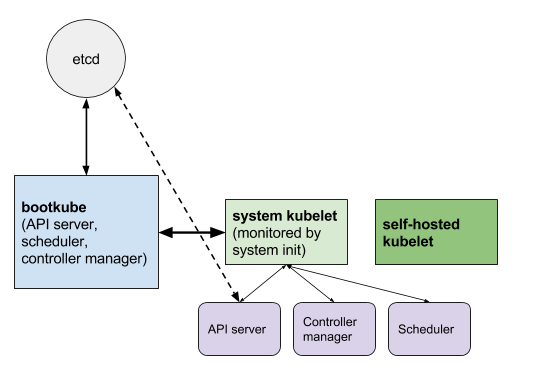 etcd
bootkube
(API server,
scheduler,
controller manager)
system kubelet
(monitored by
system init)
self-hosted
kubelet
API server
Controller
manager
Scheduler